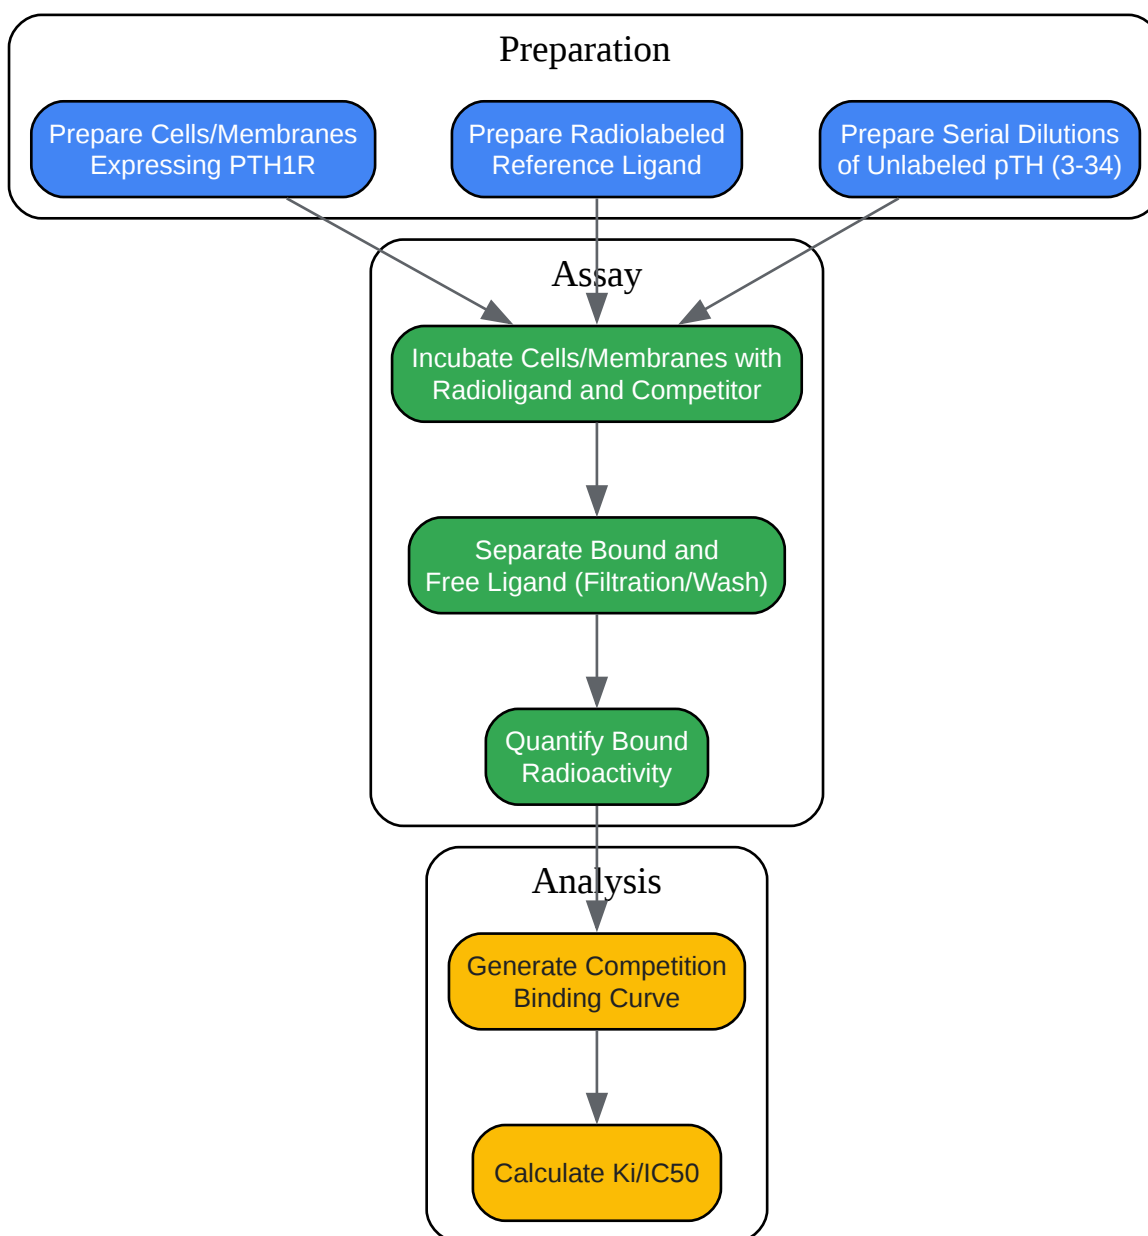 Preparation
Prepare Cells/Membranes
Expressing PTH1R
Prepare Radiolabeled
Reference Ligand
Prepare Serial Dilutions
of Unlabeled pTH (3-34)
Assay
Incubate Cells/Membranes with
Radioligand and Competitor
Separate Bound and
Free Ligand (Filtration/Wash)
Quantify Bound
Radioactivity
Analysis
Generate Competition
Binding Curve
Calculate Ki/IC50